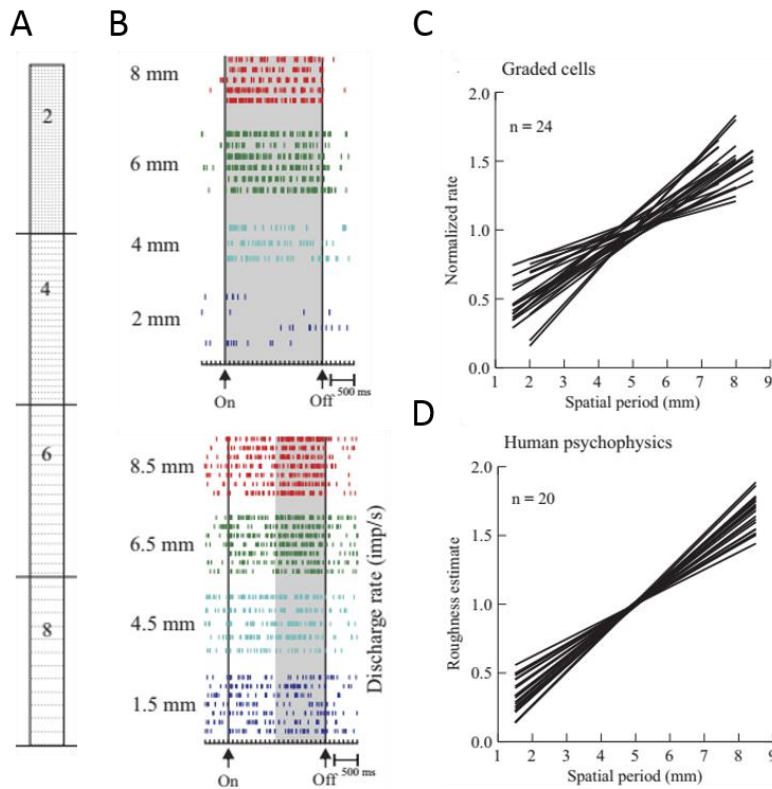 A
2
4
6
8
B
8 mm
6 mm
4 mm
2 mm
On
Off
500 ms
8.5 mm
6.5 mm
4.5 mm
1.5 mm
Discharge rate (imp/s)
On
Off
500 ms
C
Graded cells
n = 24
Normalized rate
2.0
1.5
1.0
0.5
0.0
1 2 3 4 5 6 7 8 9
Spatial period (mm)
D
Human psychophysics
n = 20
Roughness estimate
2.0
1.5
1.0
0.5
0.0
1 2 3 4 5 6 7 8 9
Spatial period (mm)